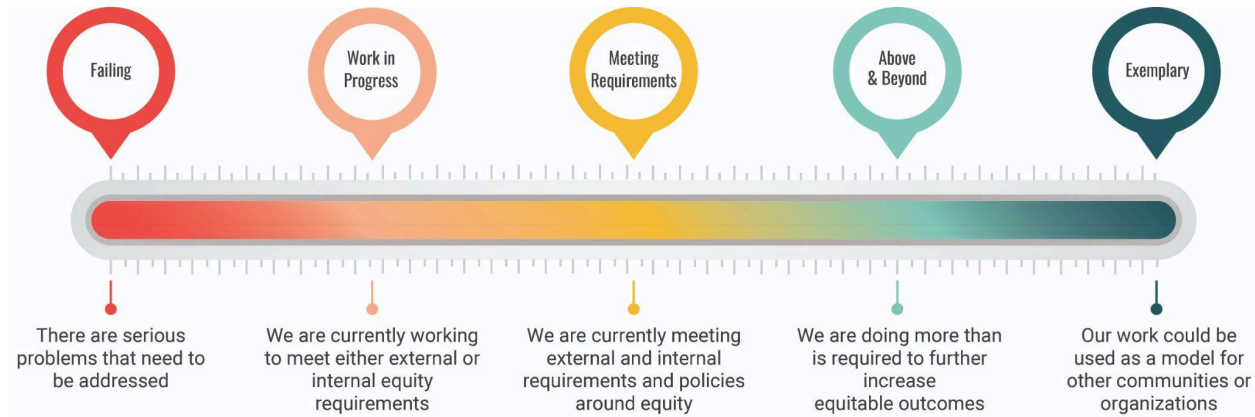 Failing
Work in
Progress
Meeting
Requirements
Above
& Beyond
Exemplary
There are serious
problems that need to
be addressed
We are currently working
to meet either external or
internal equity
requirements
We are currently meeting
external and internal
requirements and policies
around equity
We are doing more than
is required to further
increase
equitable outcomes
Our work could be
used as a model for
other communities or
organizations